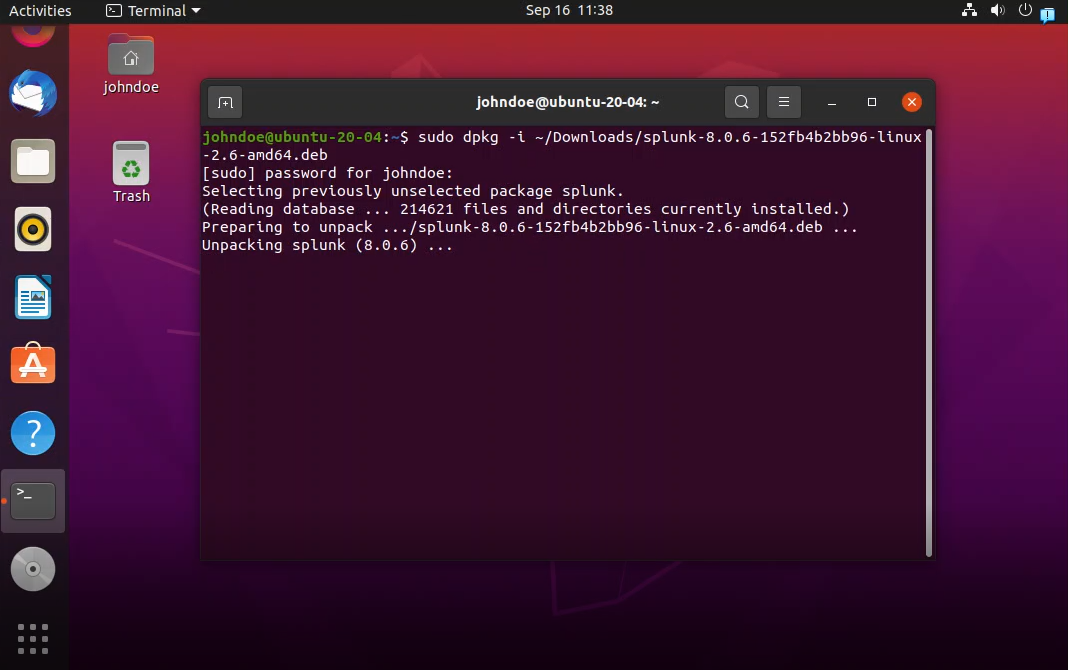 Activities
Terminal
Sep 16 11:38
johndoe
Trash
johndoe@ubuntu-20-04: ~
johndoe@ubuntu-20-04:~$ sudo dpkg -i ~/Downloads/splunk-8.0.6-152fb4b2bb96-linux
-2.6-amd64.deb
[sudo] password for johndoe:
Selecting previously unselected package splunk.
(Reading database ... 214621 files and directories currently installed.)
Preparing to unpack .../splunk-8.0.6-152fb4b2bb96-linux-2.6-amd64.deb ...
Unpacking splunk (8.0.6) ...